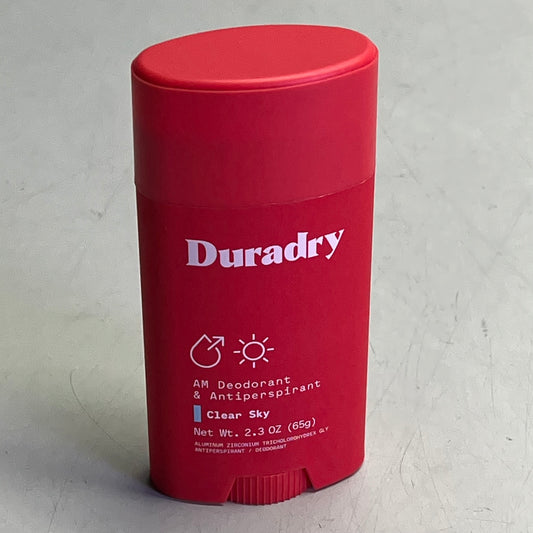 Duradry
AM Deodorant
& Antiperspirant
Clear Sky
Net Wt. 2.3 OZ (65g)
ALUMINUM ZIRCONIUM TRICHLOROHYDREX GLY
ANTIPERSPIRANT / DEODORANT